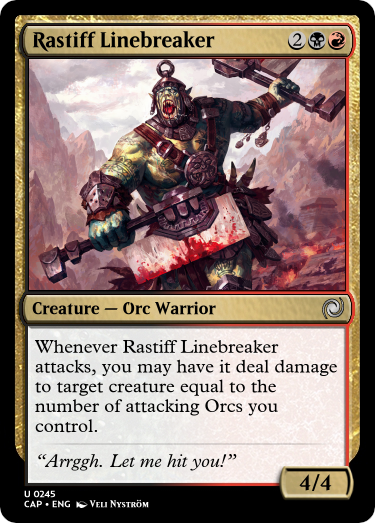 Rastiff Linebreaker 2
Creature — Orc Warrior
Whenever Rastiff Linebreaker
attacks, you may have it deal damage
to target creature equal to the
number of attacking Orcs you
control.
“Arrggh. Let me hit you!”
4/4
U 0245
CAP • ENG Veli Nyström